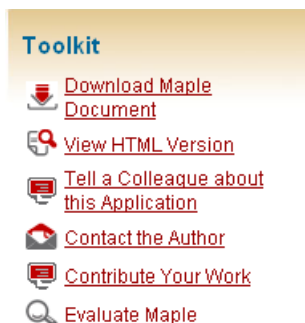 Toolkit
Download Maple
Document
View HTML Version
Tell a Colleaque about
this Application
Contact the Author
Contribute Your Work
Evaluate Maple